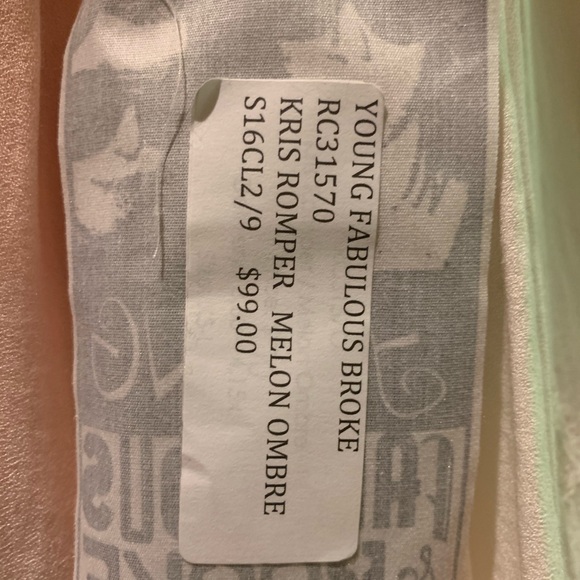 YOUNG FABULOUS BROKE
RC31570
KRIS ROMPER MELON OMBRE
S16CL2/9 $99.00